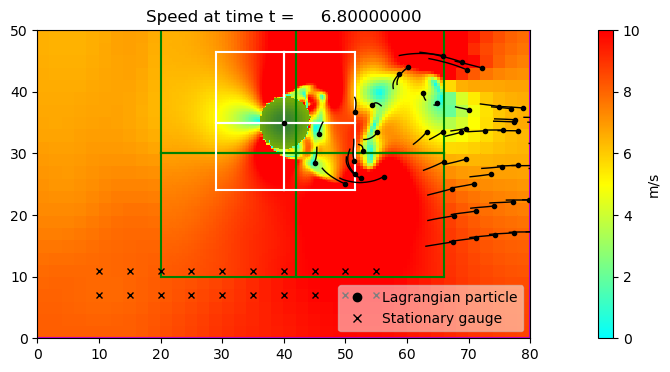 Speed at time t =     6.80000000
50
40
30
20
10
0
0 10 20 30 40 50 60 70 80
Lagrangian particle
Stationary gauge
10
8
6
4
2
0
m/s